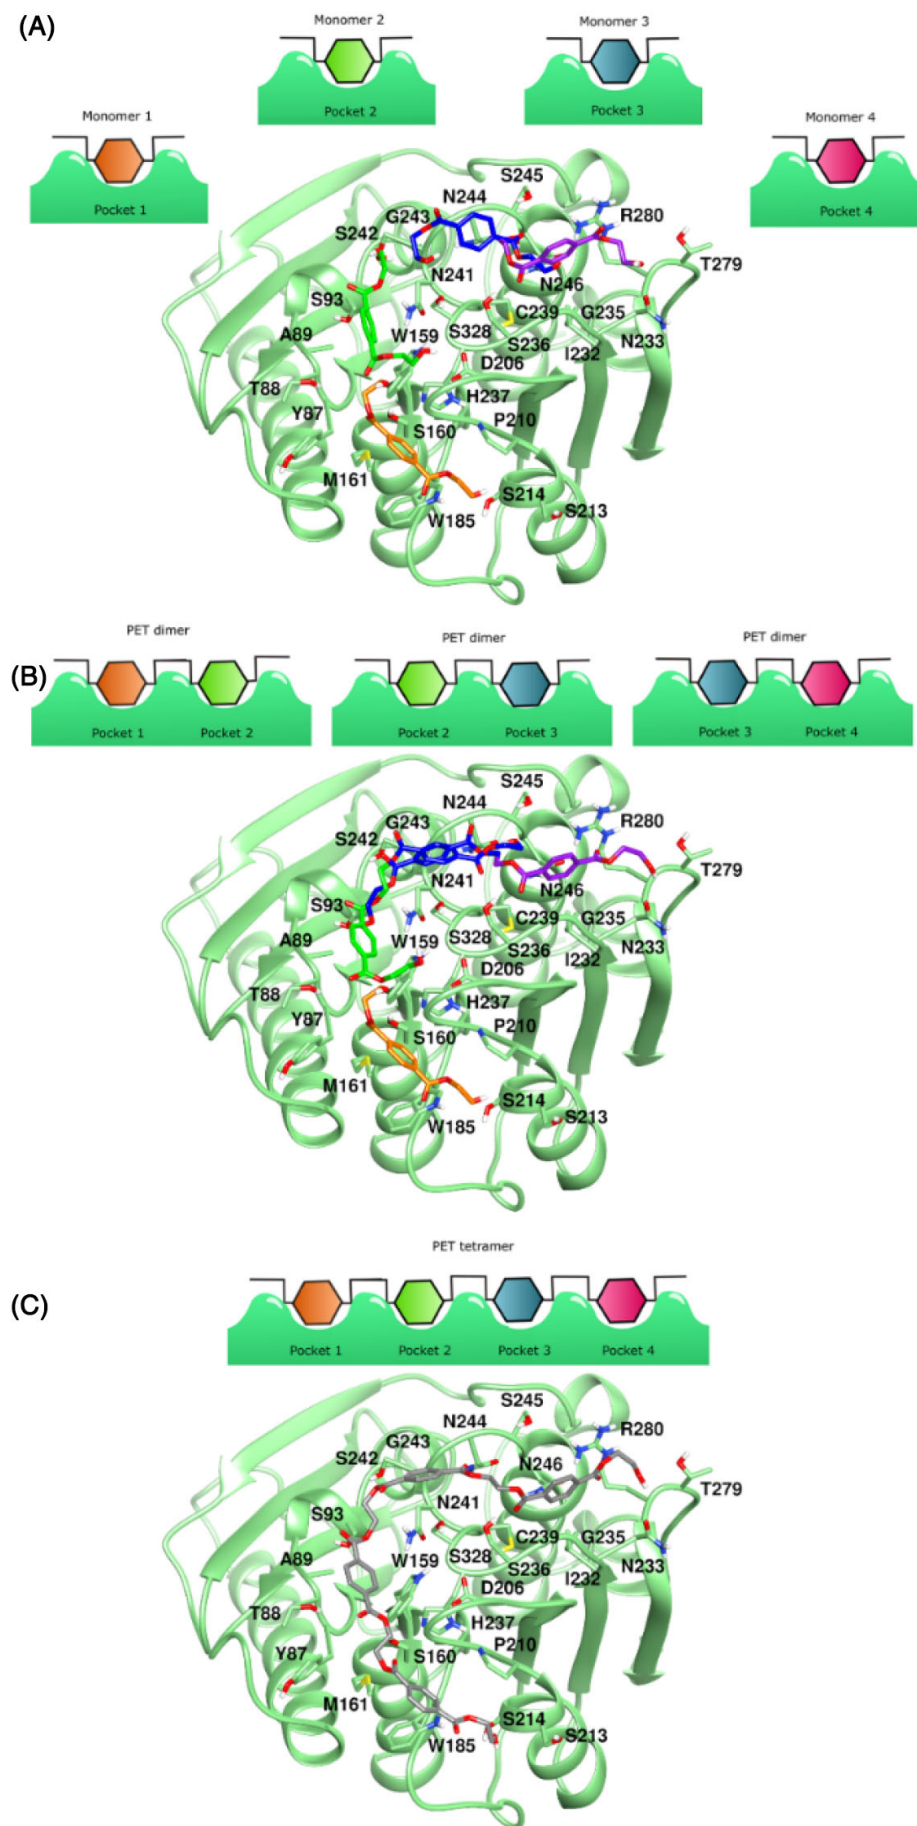 (A)
Monomer 2
Monomer 3
Pocket 2
Pocket 3
Monomer 1
Monomer 4
Pocket 1
Pocket 4
S245
N244
R280
G243
S242
T279
N241
N246
S93
C239
G235
A89
W159
S328
N233
S236
I232
D206
T88
H237
Y87
P210
S160
M161
S214
S213
W185
(B)
PET dimer
PET dimer
PET dimer
Pocket 1
Pocket 2
Pocket 2
Pocket 3
Pocket 3
Pocket 4
S245
N244
R280
G243
S242
T279
N241
N246
S93
C239
G235
A89
W159
S328
N233
S236
I232
D206
T88
H237
Y87
P210
S160
M161
S214
S213
W185
(C)
PET tetramer
Pocket 1
Pocket 2
Pocket 3
Pocket 4
S245
N244
R280
G243
S242
N246
T279
N241
S93
C239
G235
A89
W159
S328
N233
S236
I232
D206
T88
H237
Y87
P210
S160
M161
S214
S213
W185